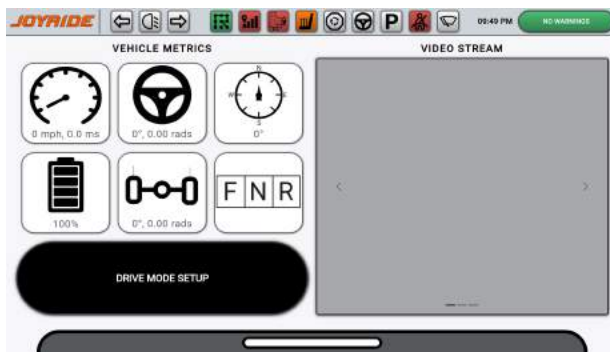 JOYRIDE
P
09:49 PM
NO WARNINGS
VEHICLE METRICS
VIDEO STREAM
0 mph, 0.0 ms
0°, 0.00 rads
N
W
E
S
0°
100%
0°, 0.00 rads
F N R
DRIVE MODE SETUP